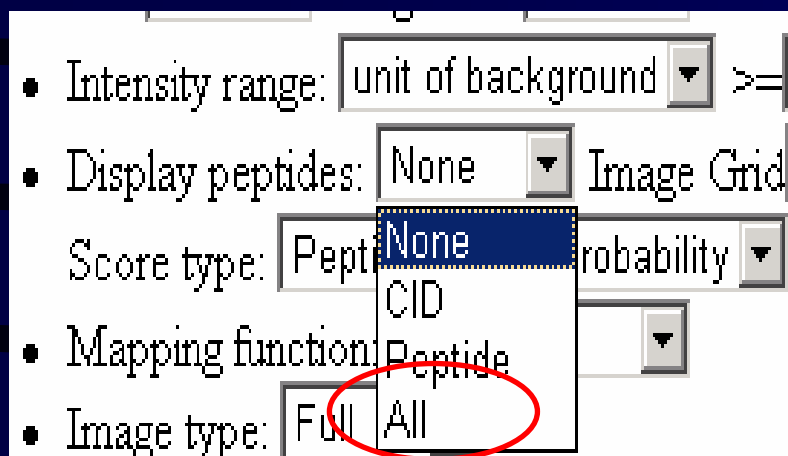 • Intensity range: unit of background >=
• Display peptides: None Image Grid
None
Score type: Pepti robability
CID
• Mapping function: Peptide
• Image type: Full All